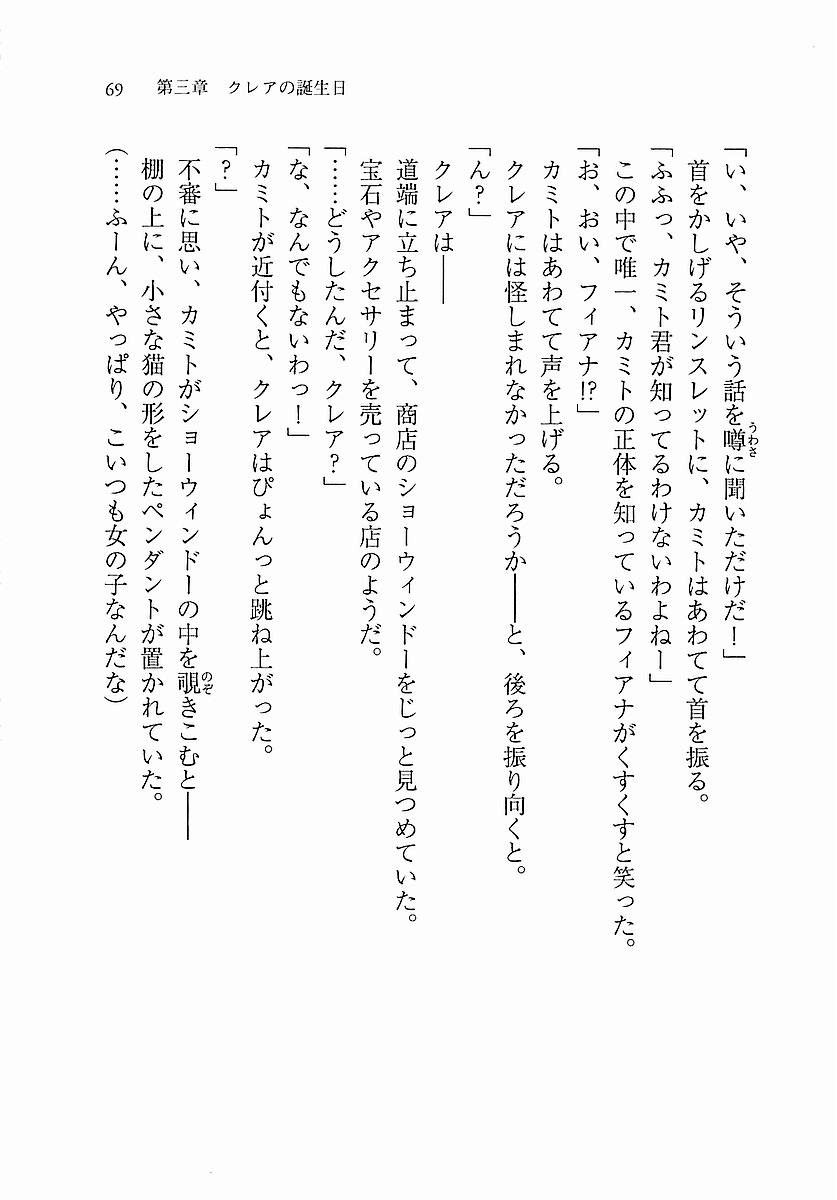 69　第三章　クレアの誕生日
「い、いや、そういう話を噂に聞いただけだ！」
首をかしげるリンスレットに、カミトはあわてて首を振る。
「ふふっ、カミト君が知ってるわけないわよねー」
この中で唯一、カミトの正体を知っているフィアナがくすくすと笑った。
「お、おい、フィアナ!?」
カミトはあわてて声を上げる。
クレアには怪しまれなかっただろうか――と、後ろを振り向くと。
「ん？」
クレアは――
道端に立ち止まって、商店のショーウィンドーをじっと見つめていた。
宝石やアクセサリーを売っている店のようだ。
「……どうしたんだ、クレア？」
「な、なんでもないわっ！」
カミトが近付くと、クレアはぴょんっと跳ね上がった。
「？」
不審に思い、カミトがショーウィンドーの中を覗きこむと――
棚の上に、小さな猫の形をしたペンダントが置かれていた。
（……ふーん、やっぱり、こいつも女の子なんだな）
うわさ
のぞ